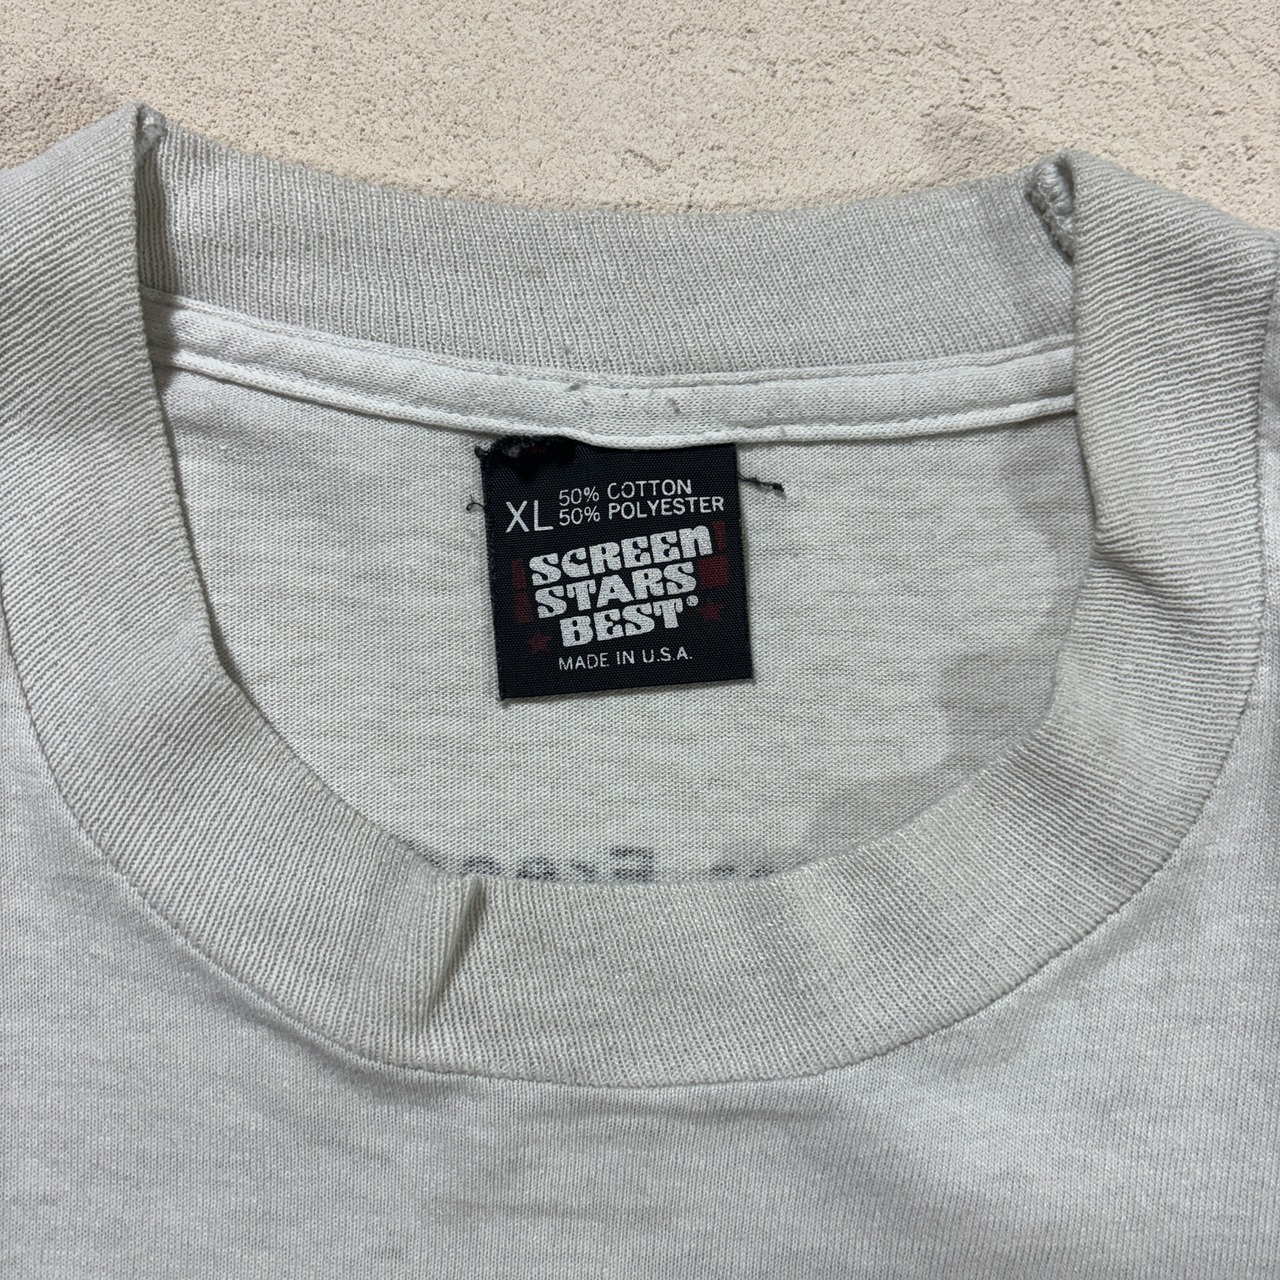 XL 50% COTTON
50% POLYESTER
SCREEN
STARS
BEST®
MADE IN U.S.A.